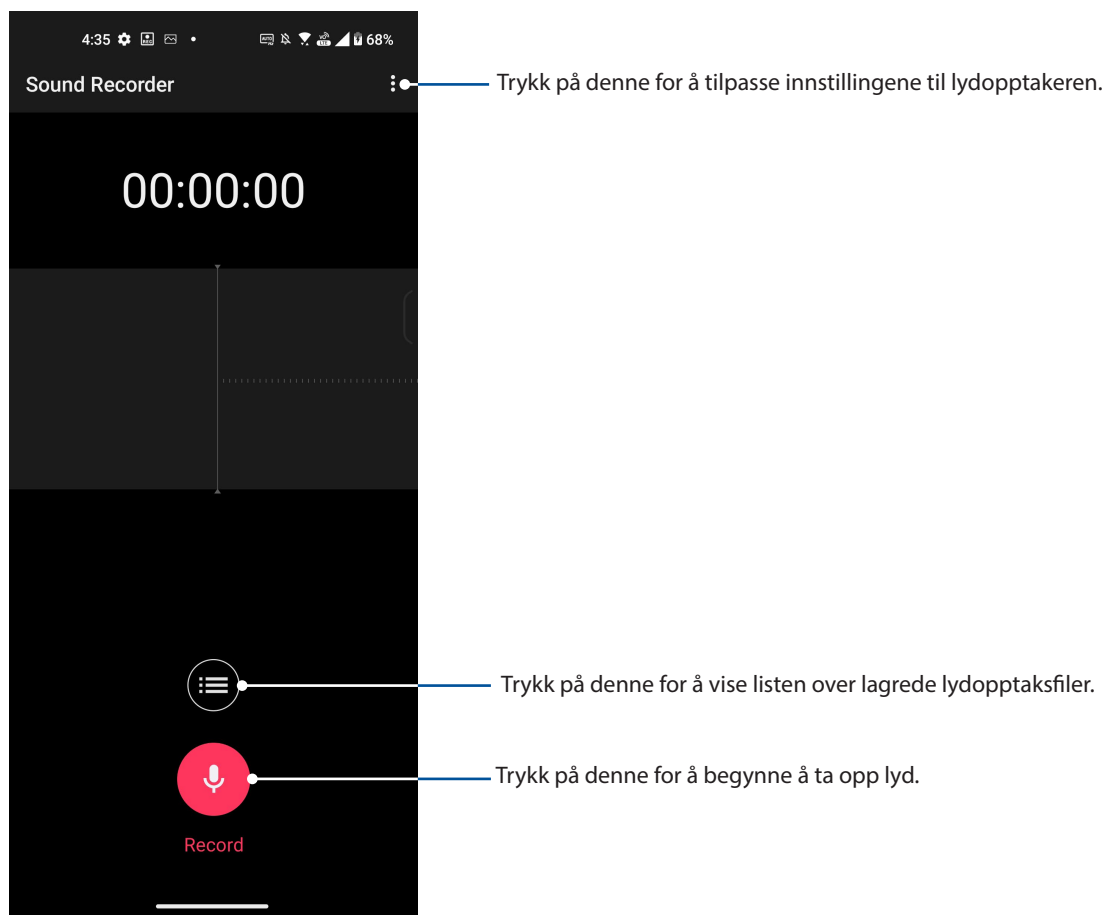 4:35 68%
Sound Recorder
Trykk på denne for å tilpasse innstillingene til lydopptakeren.
00:00:00
Trykk på denne for å vise listen over lagrede lydopptaksfiler.
Trykk på denne for å begynne å ta opp lyd.
Record